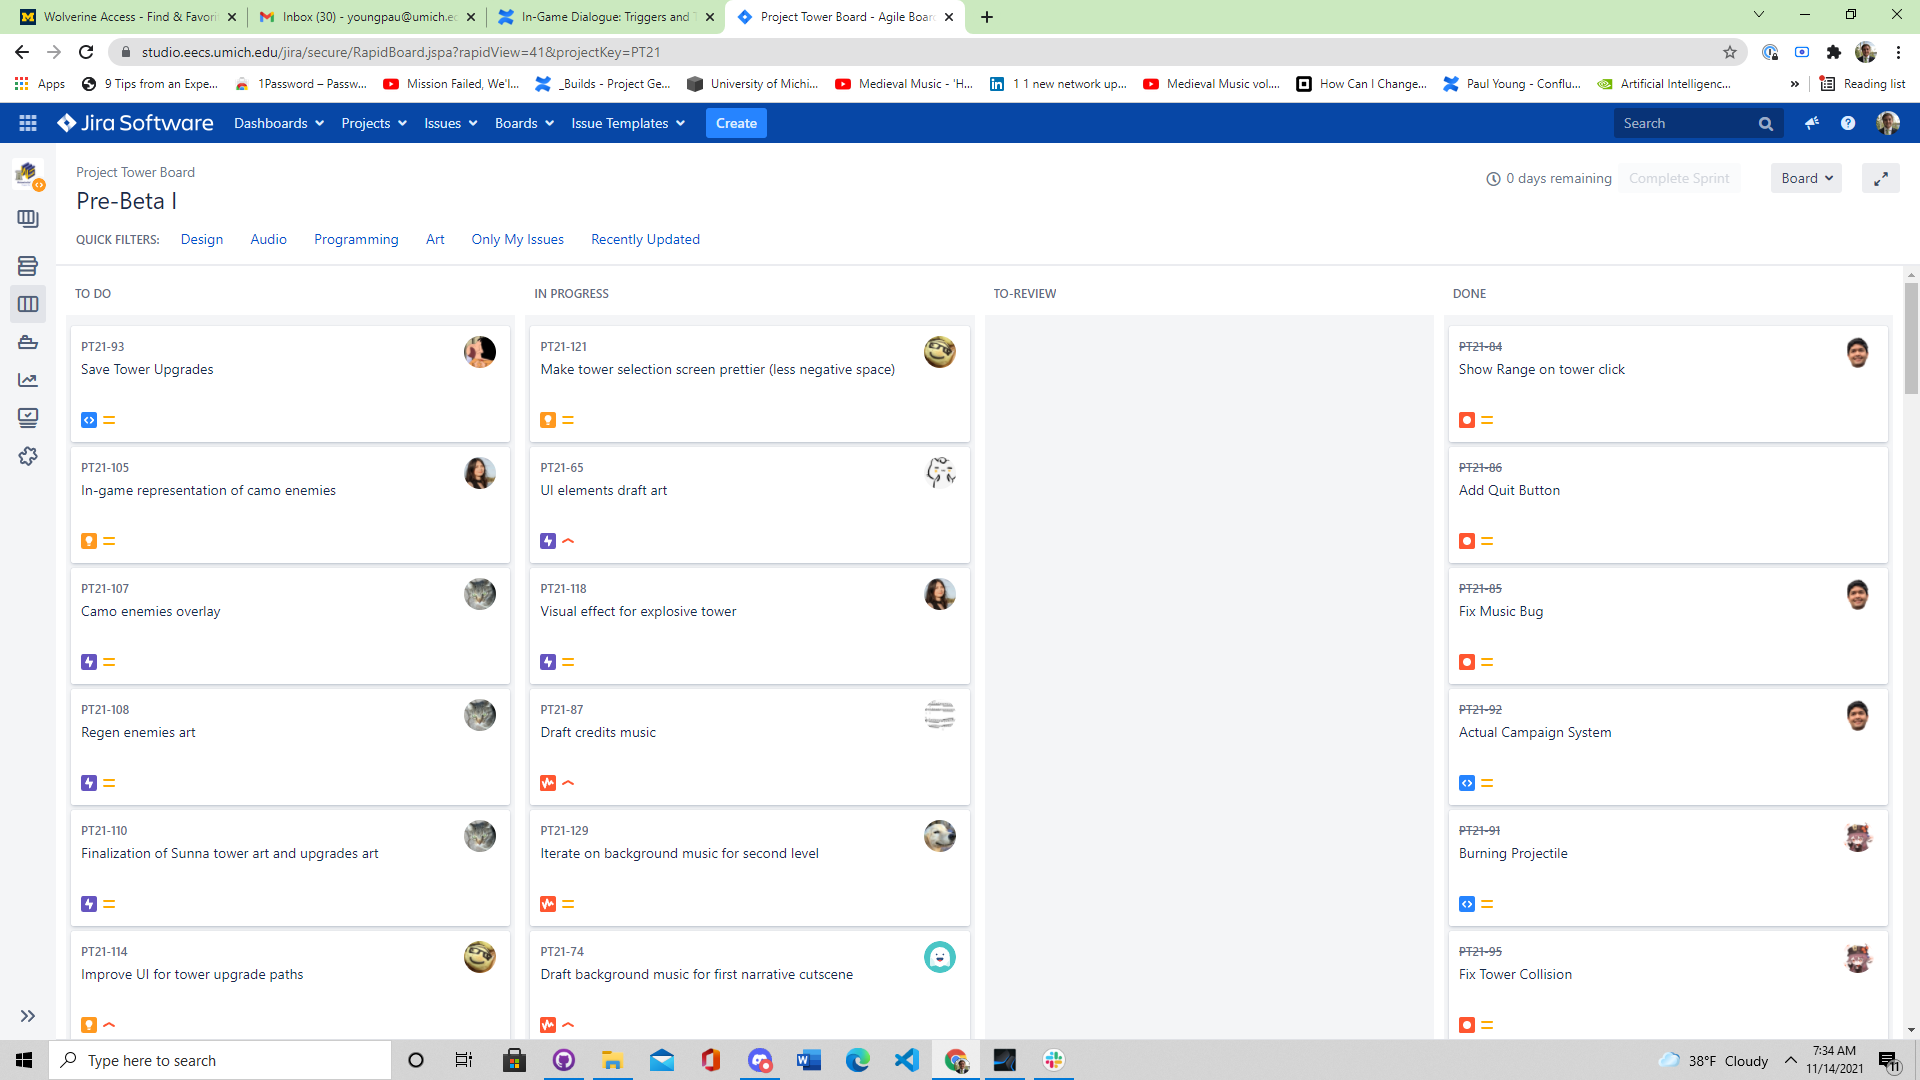 Wolverine Access - Find & Favori
Inbox (30) - youngpau@umich.ec
In-Game Dialogue: Triggers and T
Project Tower Board - Agile Board
studio.eecs.umich.edu/jira/secure/RapidBoard.jspa?rapidView=41&projectKey=PT21
Apps
9 Tips from an Expe...
1Password – Passw...
Mission Failed, We'l...
_Builds - Project Ge...
University of Michi...
Medieval Music - 'H...
1 1 new network up...
Medieval Music vol....
How Can I Change...
Paul Young - Conflu...
Artificial Intelligenc...
»
Reading list
Jira Software
Dashboards
Projects
Issues
Boards
Issue Templates
Create
Search
Project Tower Board
Pre-Beta I
0 days remaining
Complete Sprint
Board
QUICK FILTERS:
Design
Audio
Programming
Art
Only My Issues
Recently Updated
TO DO
IN PROGRESS
TO-REVIEW
DONE
PT21-93
Save Tower Upgrades
PT21-105
In-game representation of camo enemies
PT21-107
Camo enemies overlay
PT21-108
Regen enemies art
PT21-110
Finalization of Sunna tower art and upgrades art
PT21-114
Improve UI for tower upgrade paths
PT21-121
Make tower selection screen prettier (less negative space)
PT21-65
UI elements draft art
PT21-118
Visual effect for explosive tower
PT21-87
Draft credits music
PT21-129
Iterate on background music for second level
PT21-74
Draft background music for first narrative cutscene
PT21-84
Show Range on tower click
PT21-86
Add Quit Button
PT21-85
Fix Music Bug
PT21-92
Actual Campaign System
PT21-91
Burning Projectile
PT21-95
Fix Tower Collision
Type here to search
38°F Cloudy
7:34 AM
11/14/2021
11